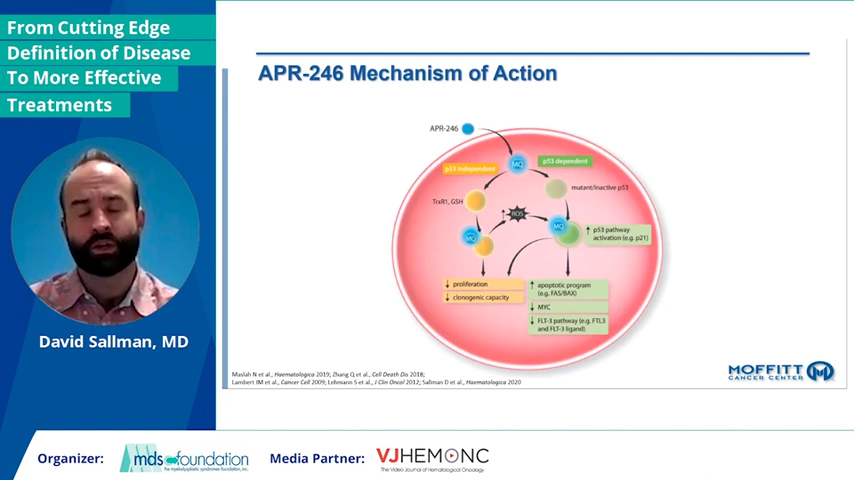 From Cutting Edge
Definition of Disease
To More Effective
Treatments
David Sallman, MD
APR-246 Mechanism of Action
APR-246
MQ
p53 independent
p53 dependent
TrxR1, GSH
mutant/inactive p53
↑ ROS
MQ
MQ
↑ p53 pathway
activation (e.g. p21)
↓ proliferation
↓ clonogenic capacity
↑ apoptotic program
(e.g. FAS/BAX)
↓ MYC
↓ FLT-3 pathway (e.g. FTL3
and FLT-3 ligand)
Maslah N et al., Haematologica 2019; Zhang Q et al., Cell Death Dis 2018;
Lambert JM et al., Cancer Cell 2009; Lehmann S et al., J Clin Oncol 2012; Sallman D et al., Haematologica 2020
MOFFITT
CANCER CENTER
Organizer:
mds foundation
the myelodysplastic syndromes foundation, inc.
Media Partner:
VJHEMONC
The Video Journal of Hematological Oncology